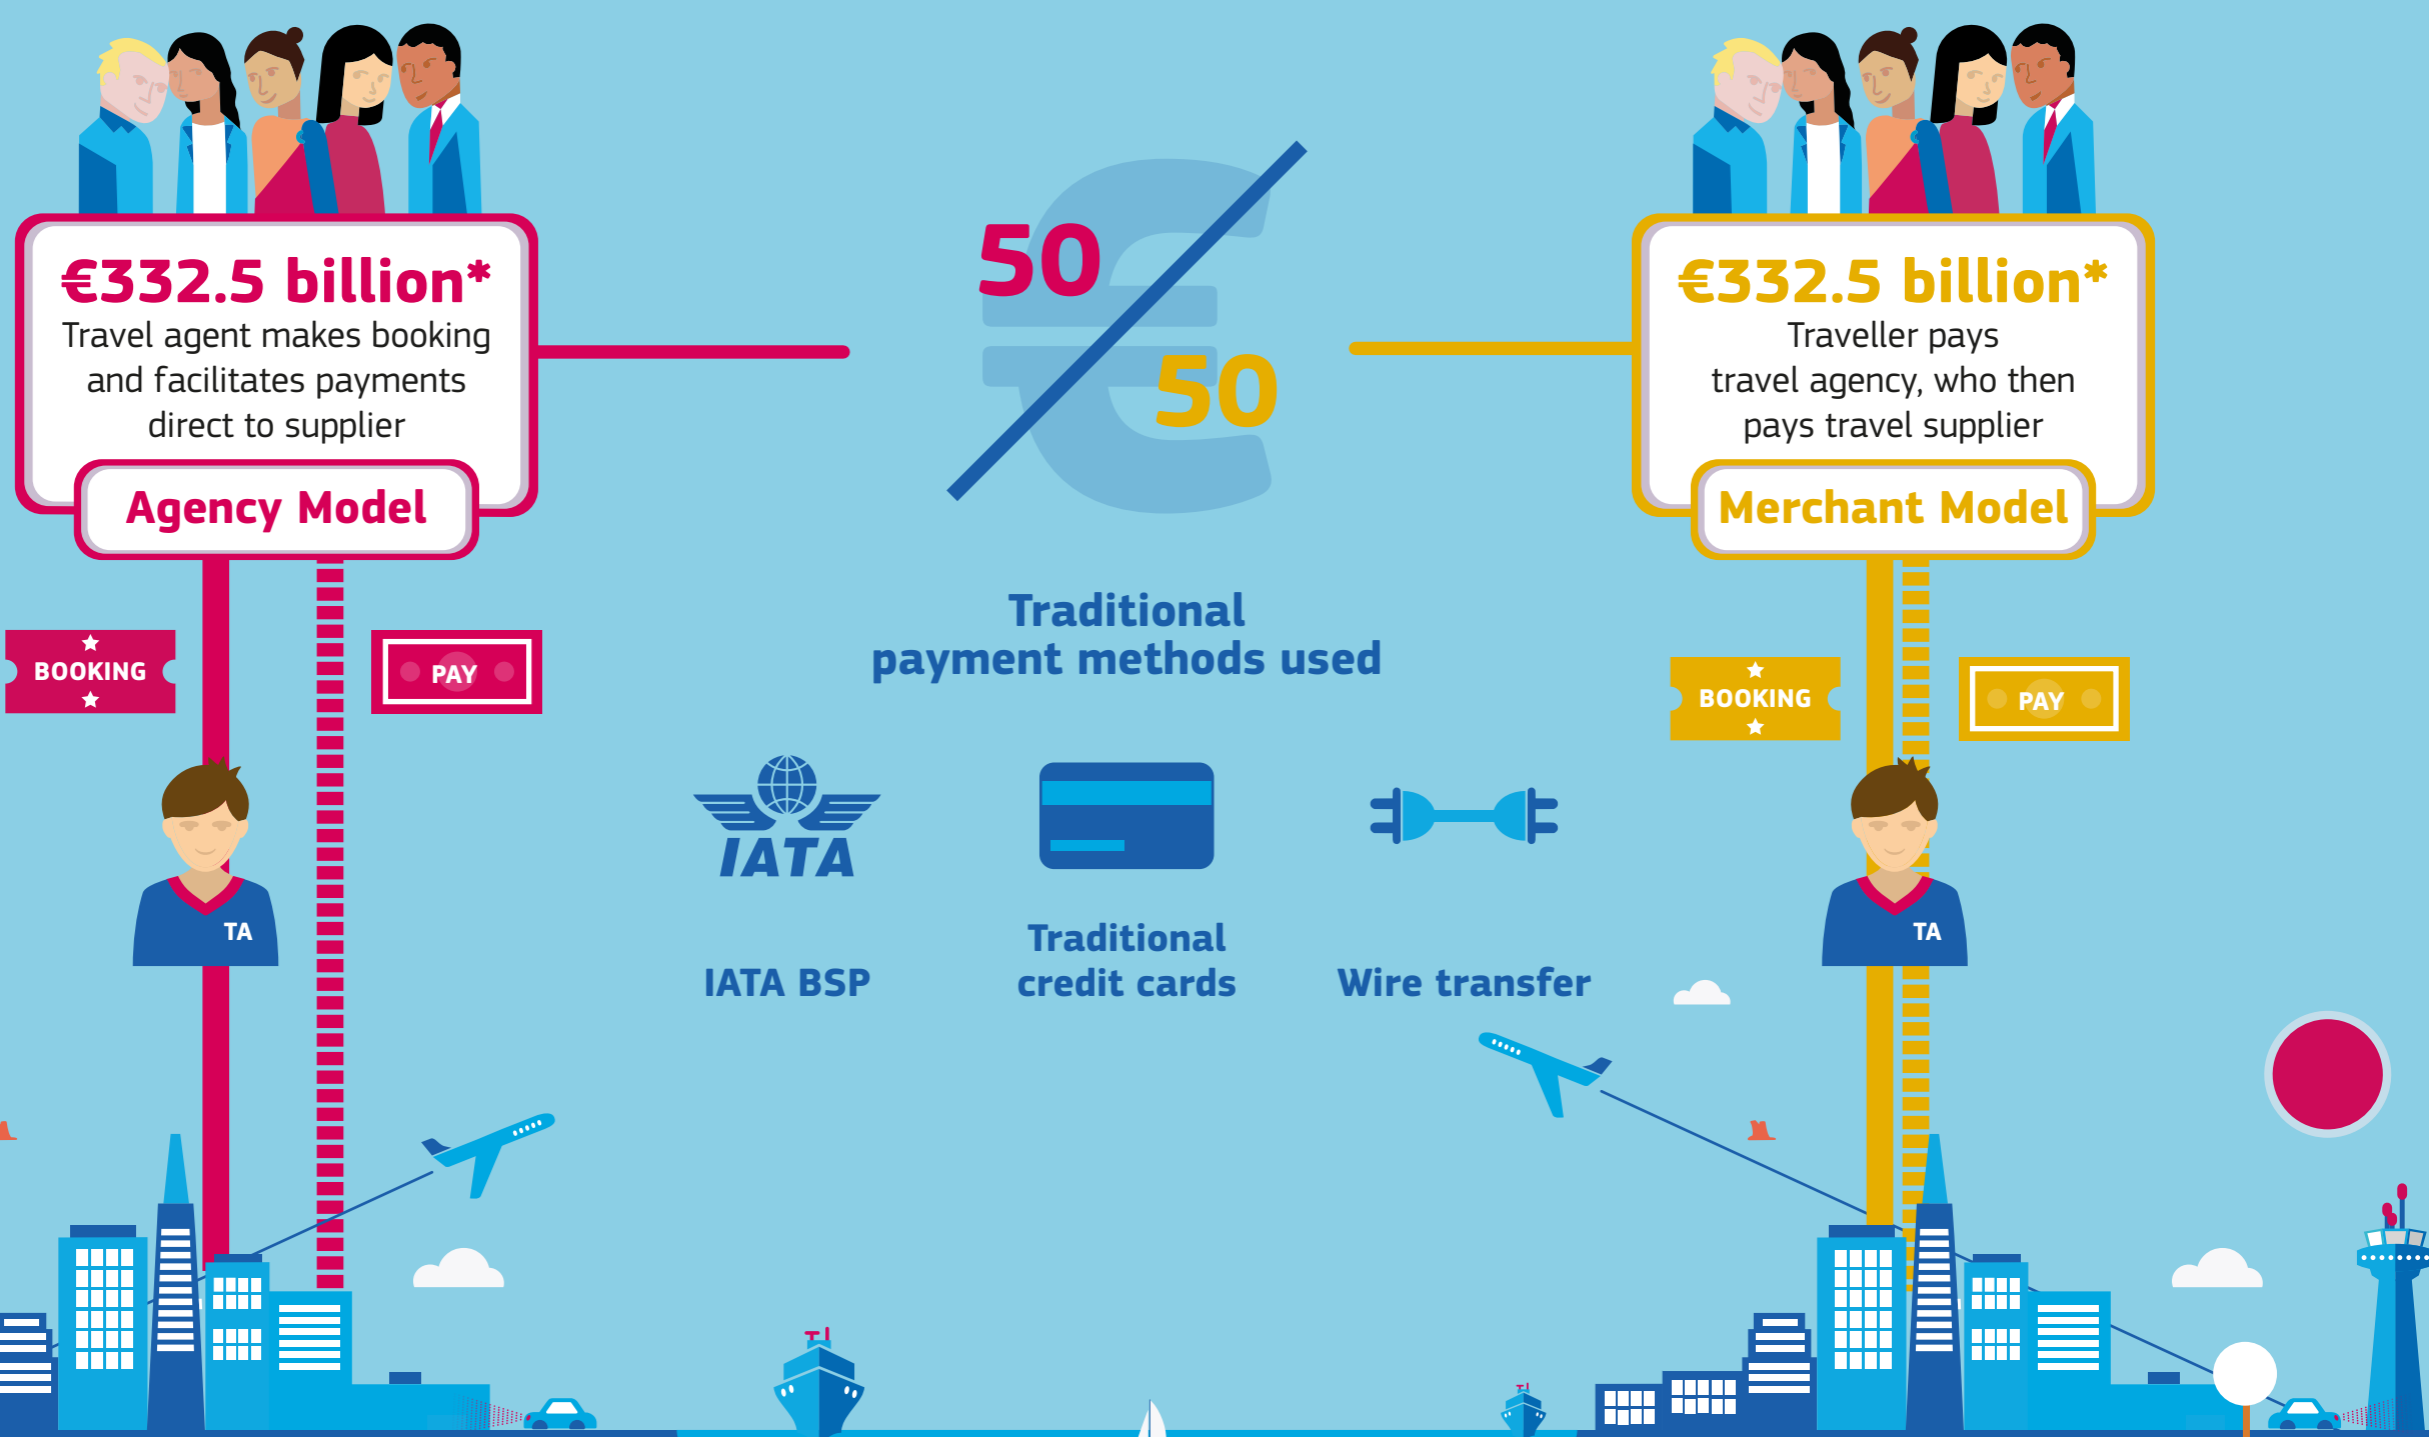 €332.5 billion*
Travel agent makes booking
and facilitates payments
direct to supplier
Agency Model
BOOKING
PAY
TA
50
50
Traditional
payment methods used
IATA
IATA BSP
Traditional
credit cards
Wire transfer
€332.5 billion*
Traveller pays
travel agency, who then
pays travel supplier
Merchant Model
BOOKING
PAY
TA